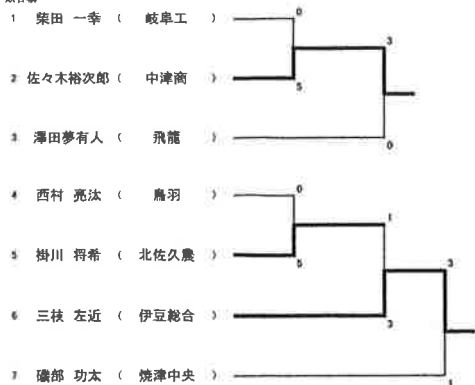 1 柴田 一幸 ( 岐阜工 ) 0
2 佐々木裕次郎 ( 中津商 ) 5 3
3 澤田夢有人 ( 飛龍 ) 0
4 西村 亮汰 ( 鳥羽 ) 0
5 掛川 将希 ( 北佐久農 ) 5 1
6 三枝 左近 ( 伊豆総合 ) 3 3
7 磯部 功太 ( 焼津中央 ) 1